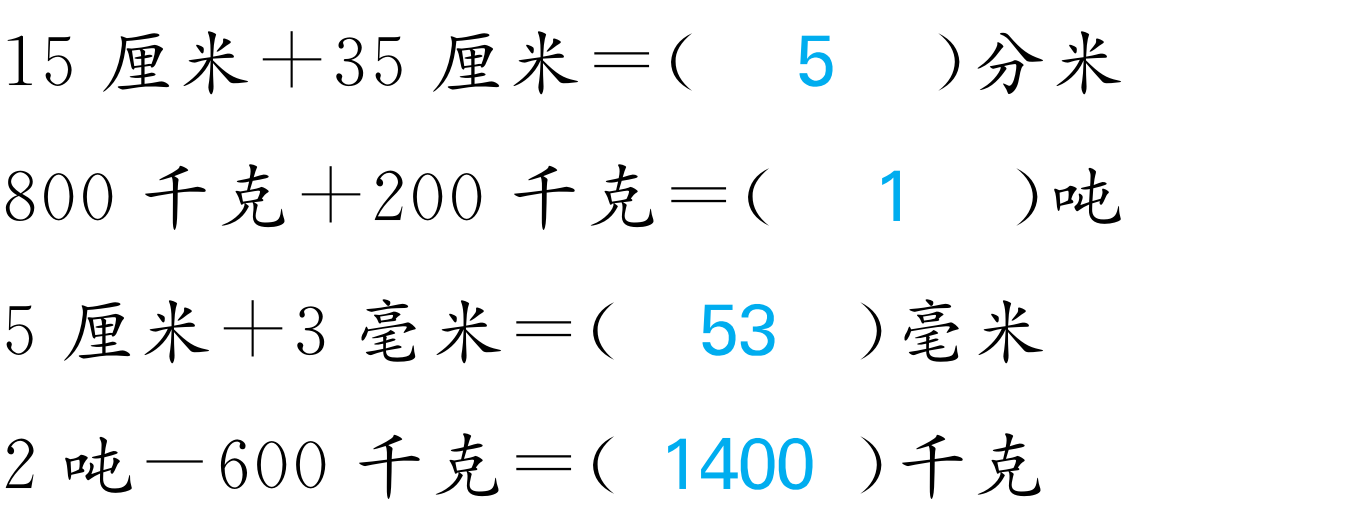 15 厘米＋35 厘米＝( 5 )分米
800 千克＋200 千克＝( 1 )吨
5 厘米＋3 毫米＝( 53 )毫米
2 吨－600 千克＝( 1400 )千克